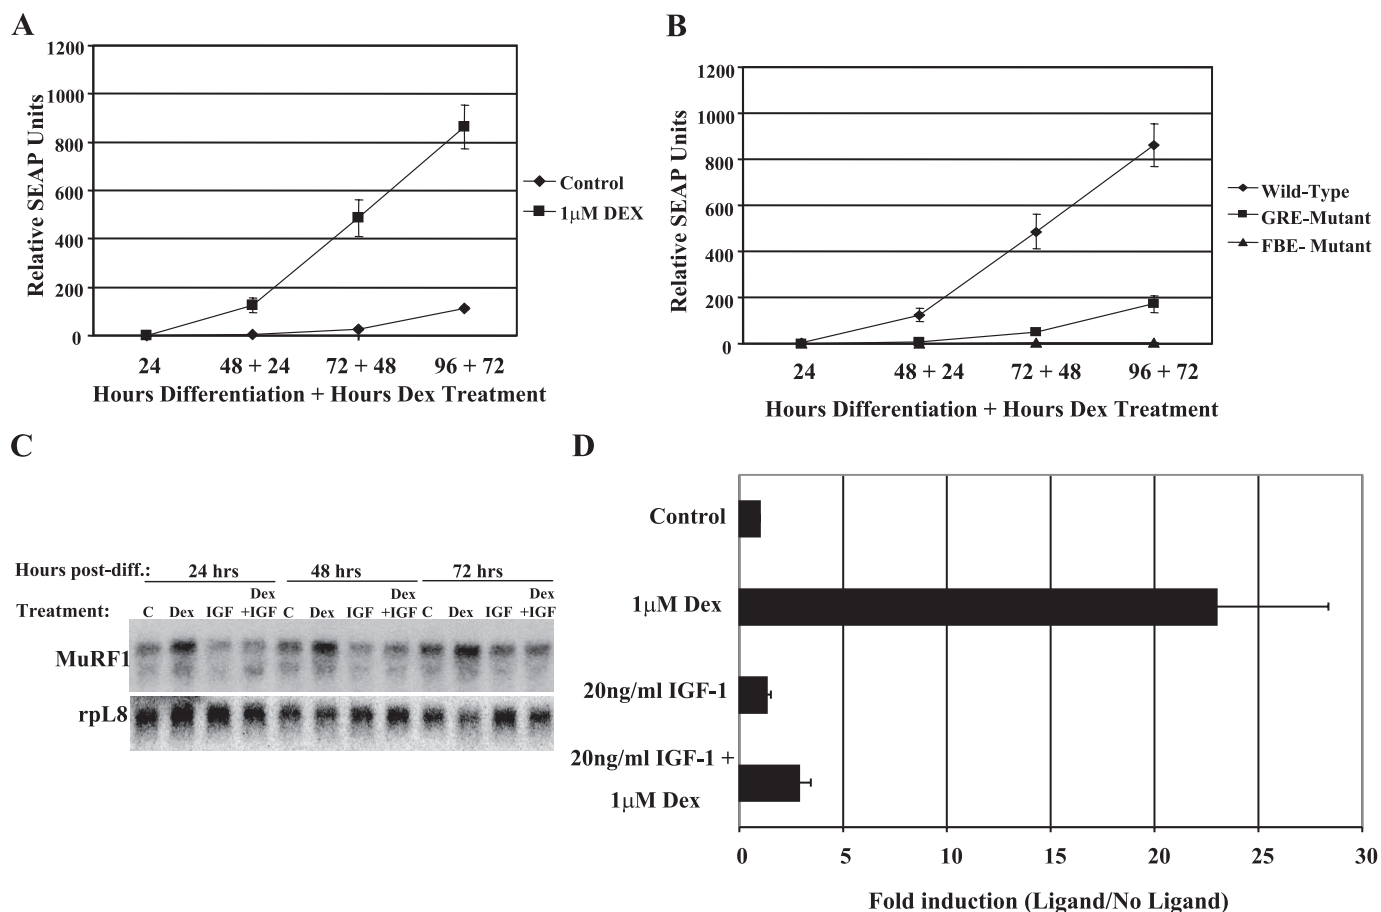 A
1200
1000
800
600
400
200
0
Relative SEAP Units
24 48 + 24 72 + 48 96 + 72
Hours Differentiation + Hours Dex Treatment
Control
1μM DEX
B
1200
1000
800
600
400
200
0
Relative SEAP Units
24 48 + 24 72 + 48 96 + 72
Hours Differentiation + Hours Dex Treatment
Wild-Type
GRE-Mutant
FBE- Mutant
C
Hours post-diff.: 24 hrs 48 hrs 72 hrs
Treatment: C Dex IGF Dex +IGF C Dex IGF Dex +IGF C Dex IGF Dex +IGF
MuRF1
rpL8
D
Control
1μM Dex
20ng/ml IGF-1
20ng/ml IGF-1 +
1μM Dex
0 5 10 15 20 25 30
Fold induction (Ligand/No Ligand)